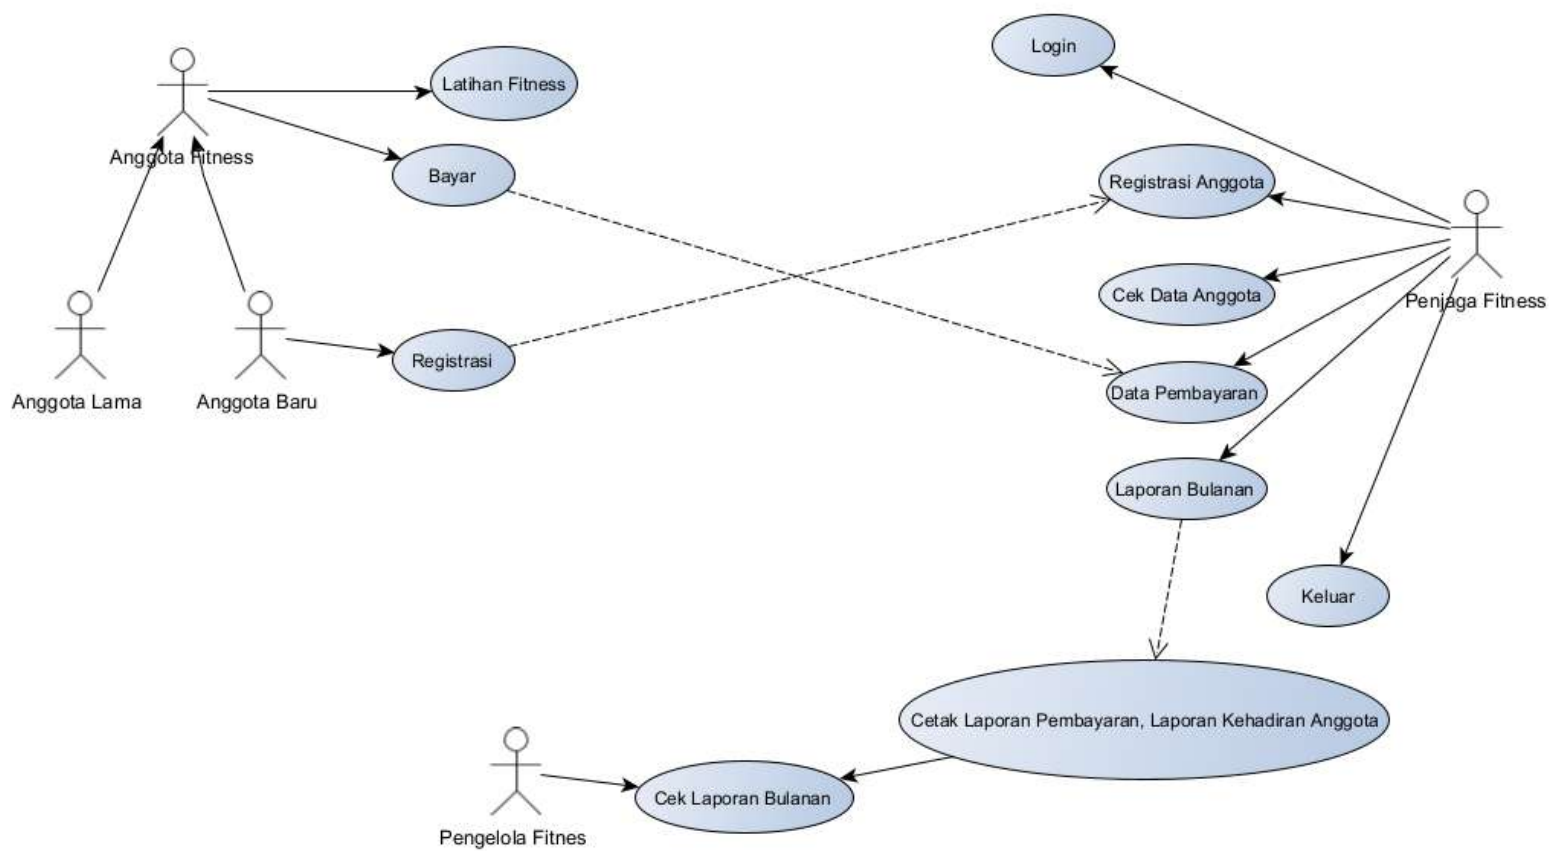 Login
Latihan Fitness
Anggota Fitness
Bayar
Registrasi Anggota
Cek Data Anggota
Penjaga Fitness
Registrasi
Anggota Lama
Anggota Baru
Data Pembayaran
Laporan Bulanan
Keluar
Cetak Laporan Pembayaran, Laporan Kehadiran Anggota
Cek Laporan Bulanan
Pengelola Fitnes